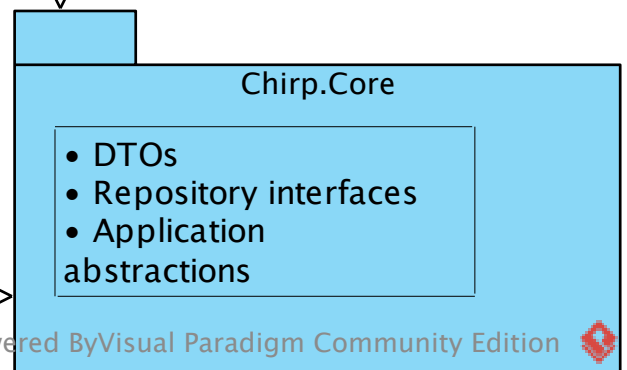 Chirp.Core
• DTOs
• Repository interfaces
• Application
abstractions
ered ByVisual Paradigm Community Edition